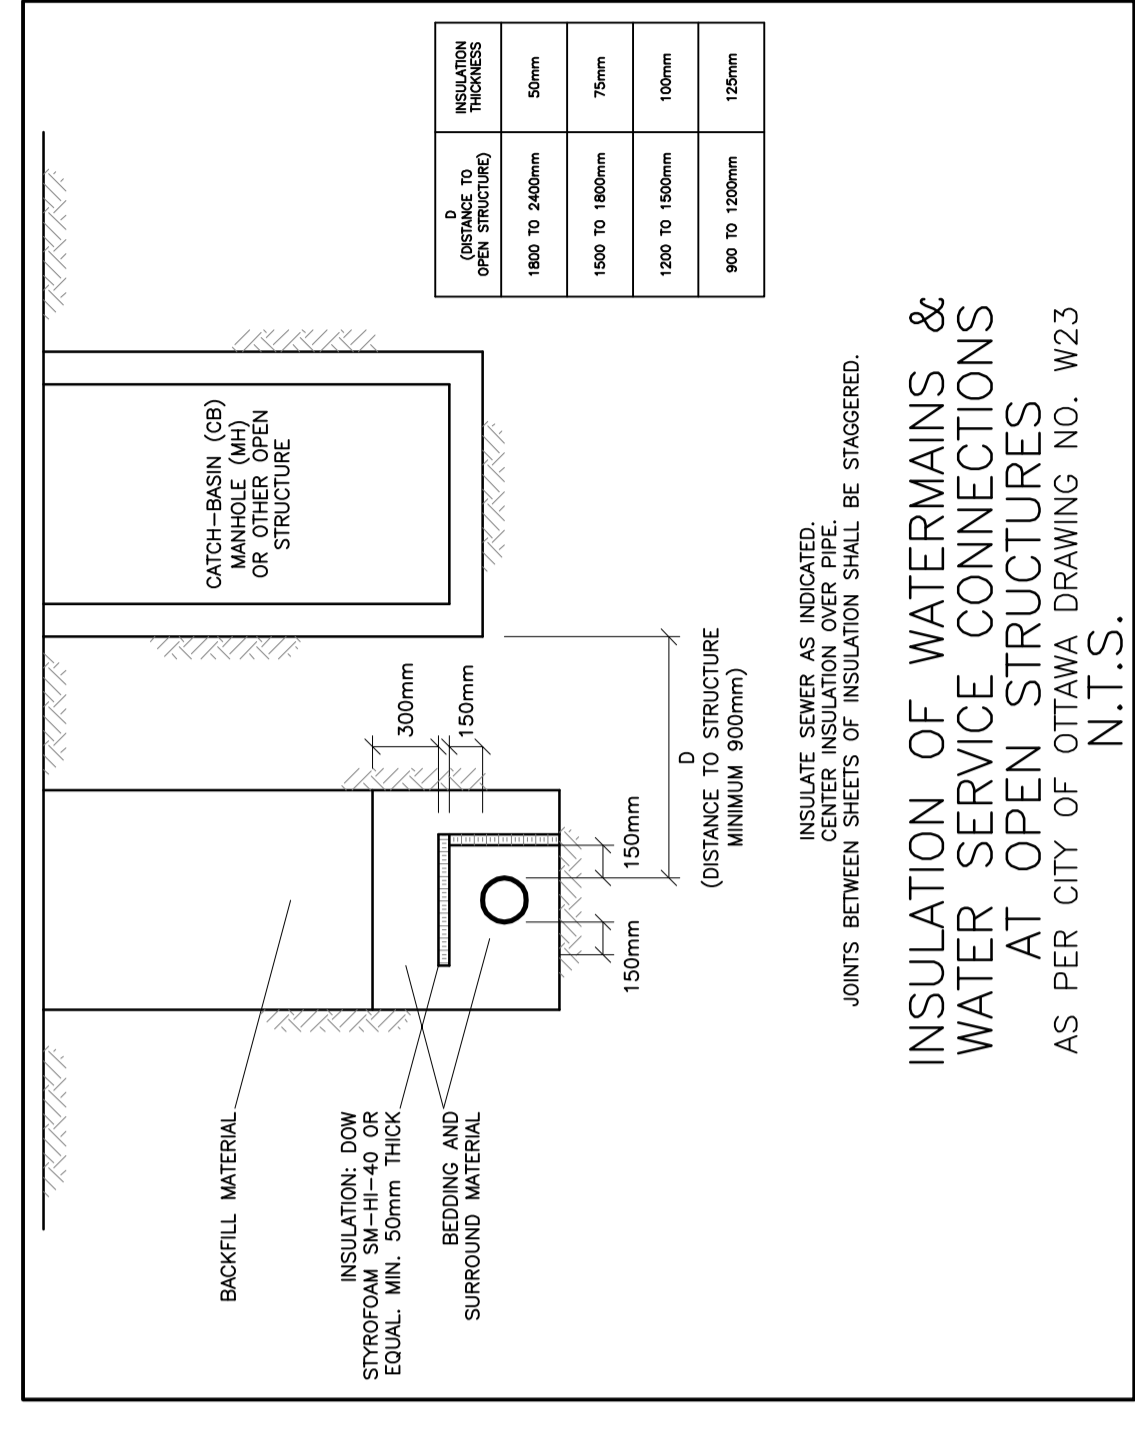 BACKFILL MATERIAL
INSULATION: DOW
STYROFOAM SM-HI-40 OR
EQUAL. MIN. 50mm THICK
BEDDING AND
SURROUND MATERIAL
300mm
150mm
150mm
150mm
D
(DISTANCE TO STRUCTURE
MINIMUM 900mm)
CATCH-BASIN (CB)
MANHOLE (MH)
OR OTHER OPEN
STRUCTURE
D
(DISTANCE TO
OPEN STRUCTURE)
INSULATION
THICKNESS
1800 TO 2400mm 50mm
1500 TO 1800mm 75mm
1200 TO 1500mm 100mm
900 TO 1200mm 125mm
INSULATE SEWER AS INDICATED.
CENTER INSULATION OVER PIPE.
JOINTS BETWEEN SHEETS OF INSULATION SHALL BE STAGGERED.
INSULATION OF WATERMAINS &
WATER SERVICE CONNECTIONS
AT OPEN STRUCTURES
AS PER CITY OF OTTAWA DRAWING NO. W23
N.T.S.